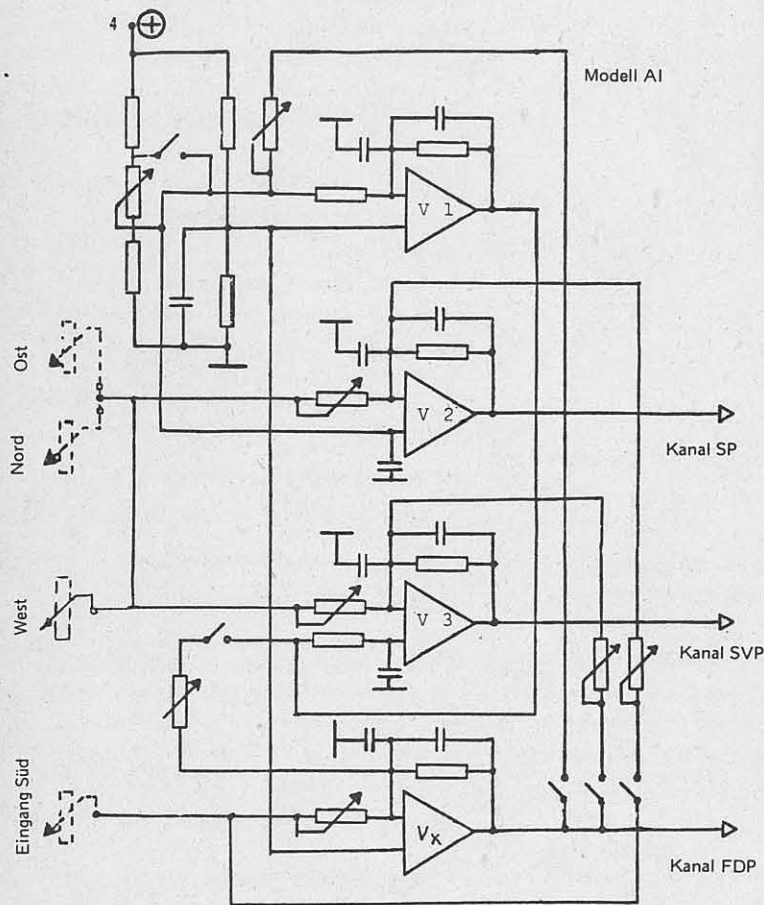 4
Modell AI
V 1
Ost
V 2
Nord
Kanal SP
West
V 3
Kanal SVP
Eingang Süd
Vx
Kanal FDP